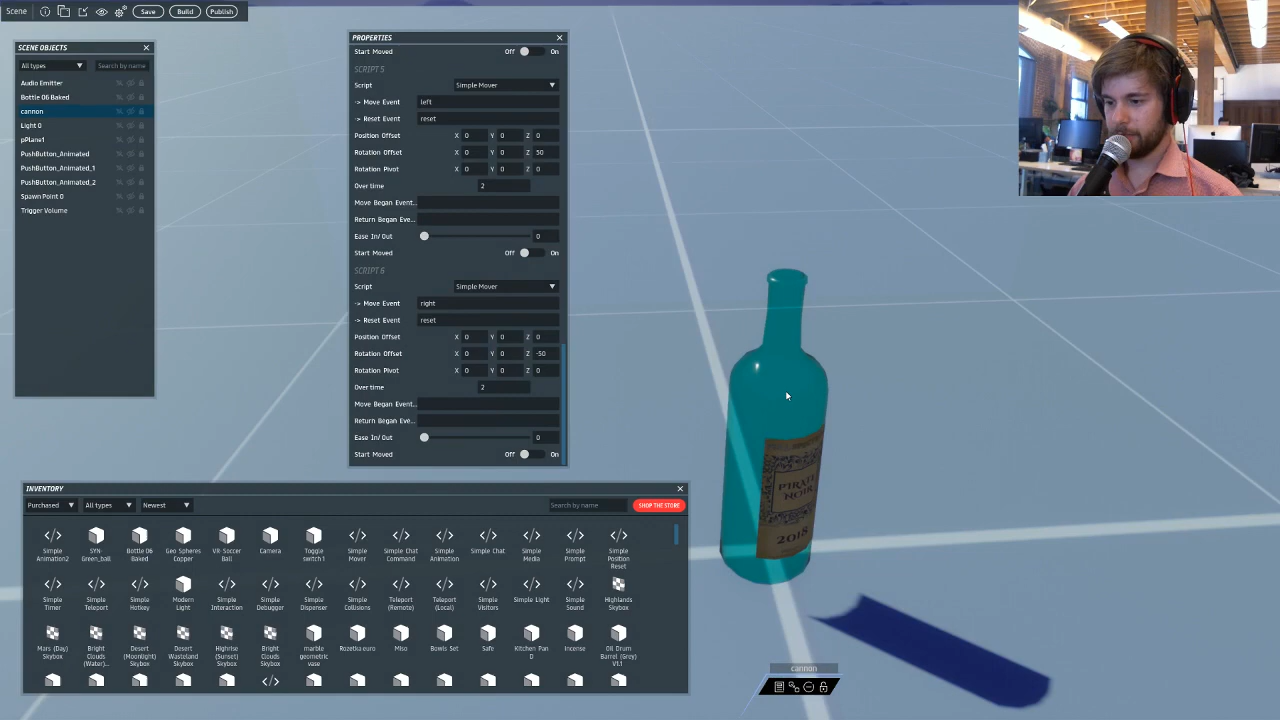 Scene Save Build Publish
SCENE OBJECTS
All types Search by name
Audio Emitter
Bottle 06 Baked
cannon
Light 0
pPlane1
PushButton_Animated
PushButton_Animated_1
PushButton_Animated_2
Spawn Point 0
Trigger Volume
PROPERTIES
Start Moved Off On
SCRIPT 5
Script Simple Mover
-> Move Event left
-> Reset Event reset
Position Offset X 0 Y 0 Z 0
Rotation Offset X 0 Y 0 Z 50
Rotation Pivot X 0 Y 0 Z 0
Over time 2
Move Began Event...
Return Began Eve...
Ease In/Out 0
Start Moved Off On
SCRIPT 6
Script Simple Mover
-> Move Event right
-> Reset Event reset
Position Offset X 0 Y 0 Z 0
Rotation Offset X 0 Y 0 Z -50
Rotation Pivot X 0 Y 0 Z 0
Over time 2
Move Began Event...
Return Began Eve...
Ease In/Out 0
Start Moved Off On
PIRATE
NOIR
2018
INVENTORY
Purchased All types Newest Search by name SHOP THE STORE
Simple Animation2 SYN-Green_ball Bottle 06 Baked Geo Spheres Copper VR-Soccer Ball Camera Toggle switch 1 Simple Mover Simple Chat Command Simple Animation Simple Chat Simple Media Simple Prompt Simple Position Reset
Simple Timer Simple Teleport Simple Hotkey Modern Light Simple Interaction Simple Debugger Simple Dispenser Simple Collisions Teleport (Remote) Teleport (Local) Simple Visitors Simple Light Simple Sound Highlands Skybox
Mars (Day) Skybox Bright Clouds (Water)... Desert (Moonlight) Skybox Desert Wasteland Skybox Highrise (Sunset) Skybox Bright Clouds Skybox marble geometric vase Rozetka euro Miso Bowls Set Safe Kitchen Pan D Incense Oil Drum Barrel (Grey) V1.1
cannon